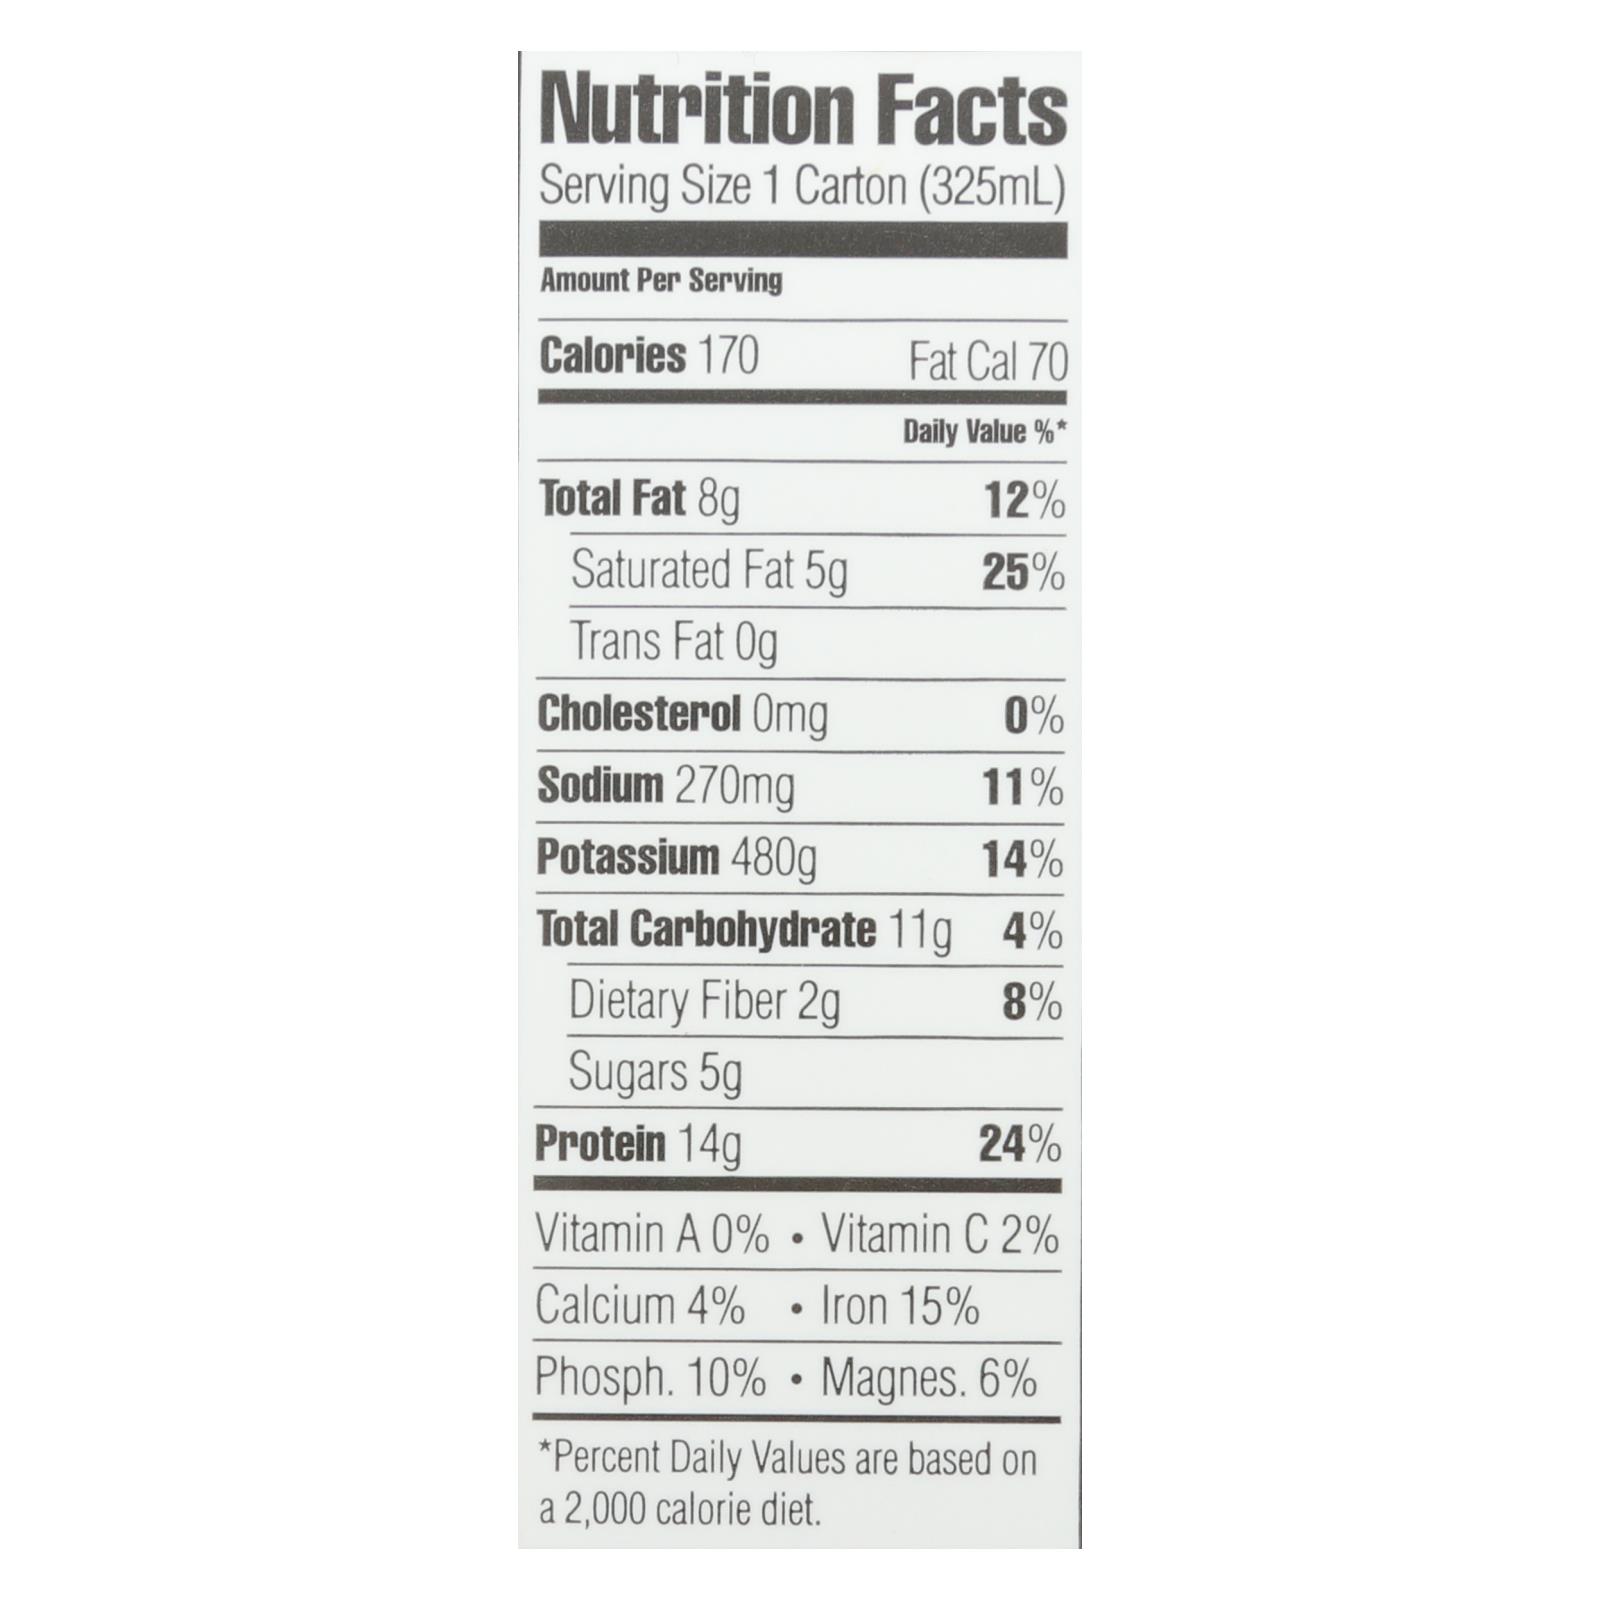 Nutrition Facts
Serving Size 1 Carton (325mL)
Amount Per Serving
Calories 170 Fat Cal 70
Daily Value %*
Total Fat 8g 12%
Saturated Fat 5g 25%
Trans Fat 0g
Cholesterol 0mg 0%
Sodium 270mg 11%
Potassium 480g 14%
Total Carbohydrate 11g 4%
Dietary Fiber 2g 8%
Sugars 5g
Protein 14g 24%
Vitamin A 0% • Vitamin C 2%
Calcium 4% • Iron 15%
Phosph. 10% • Magnes. 6%
*Percent Daily Values are based on
a 2,000 calorie diet.